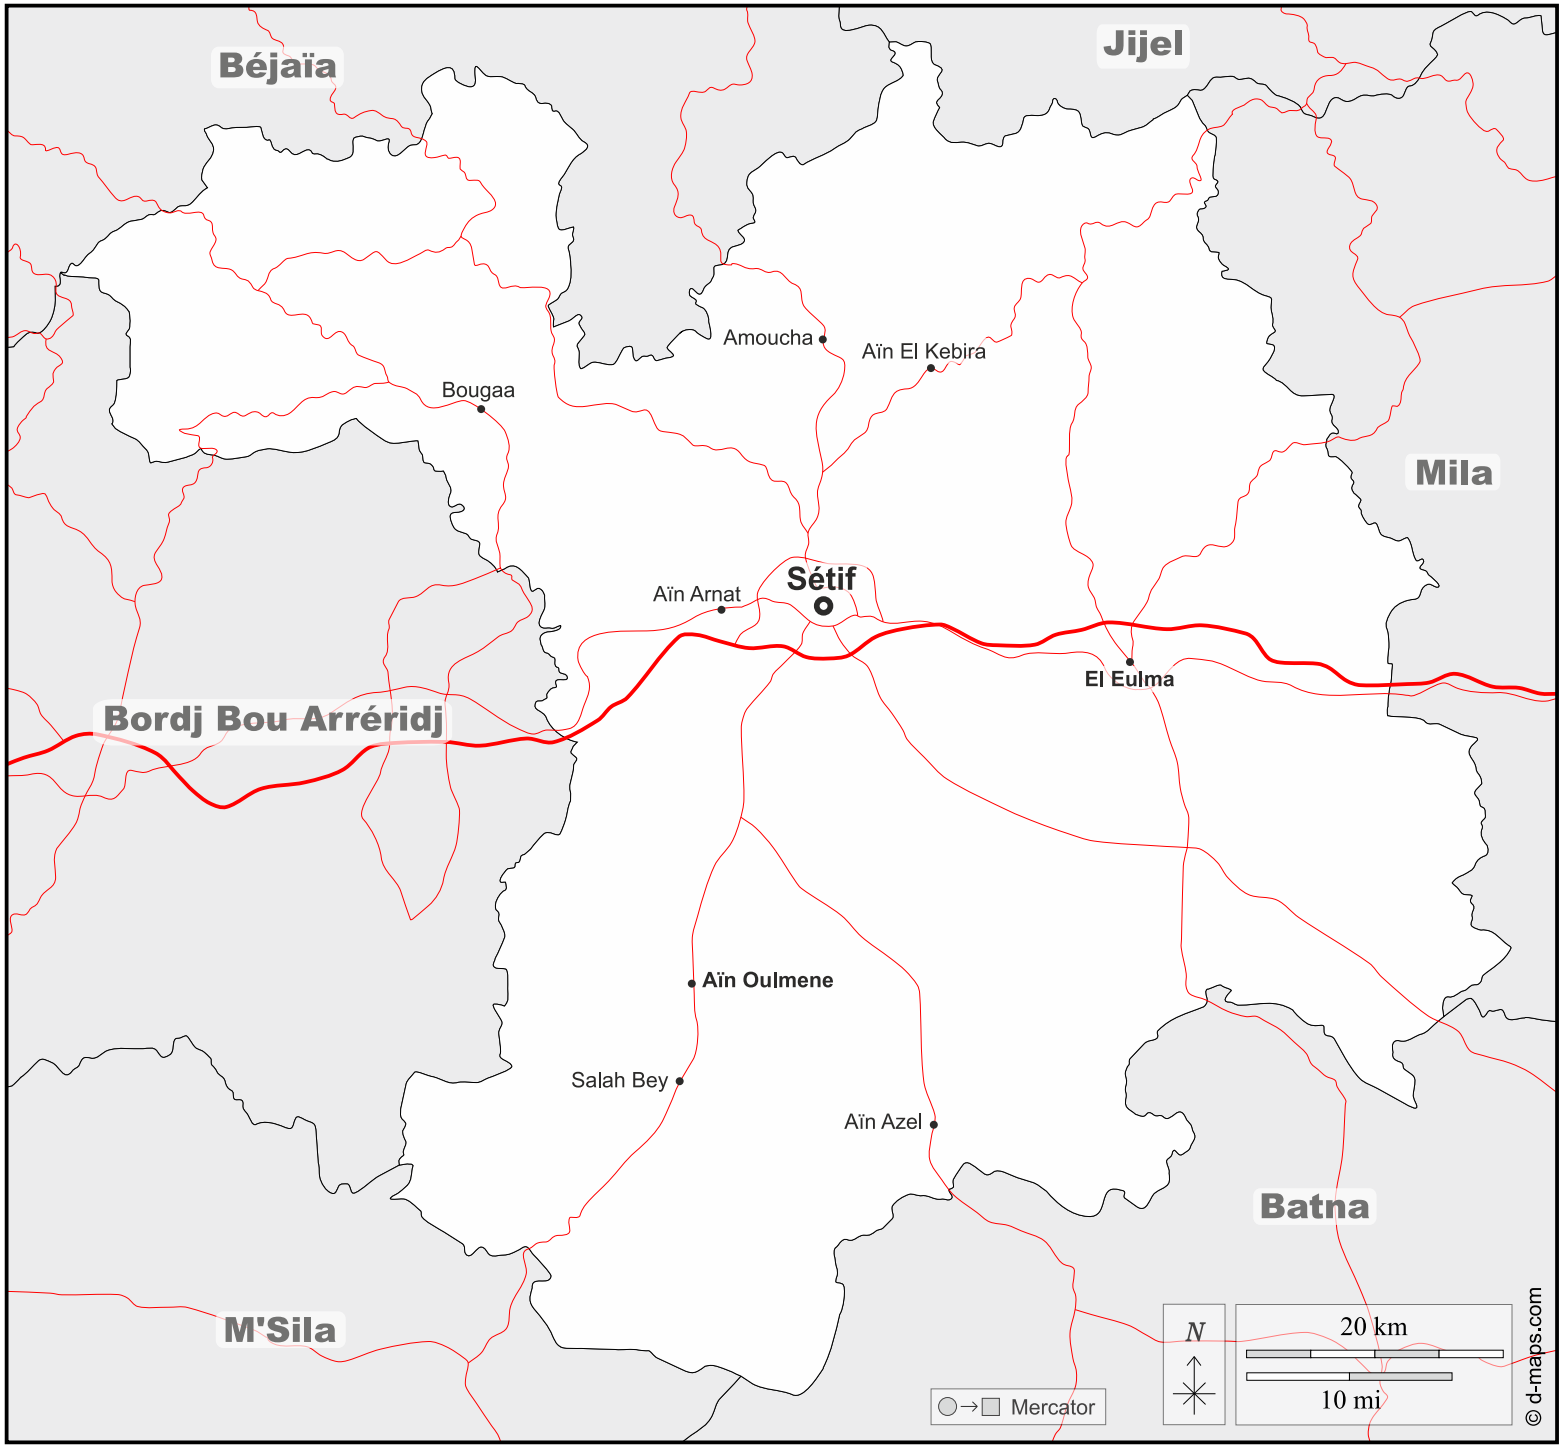 Béjaïa
Jijel
Amoucha
Aïn El Kebira
Bougaa
Mila
Sétif
Aïn Arnat
El Eulma
Bordj Bou Arréridj
Aïn Oulmene
Salah Bey
Aïn Azel
Batna
M'Sila
N
20 km
10 mi
Mercator
© d-maps.com